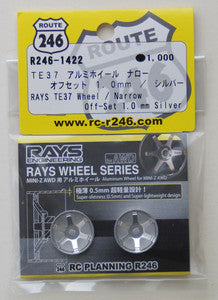 ROUTE
246
R246-1422
●1,000
TE37 アルミホイール ナロー
オフセット 1.0mm / シルバー
RAYS TE37 Wheel / Narrow
Off-Set 1.0 mm Silver
www.rc-r246.com
RAYS
ENGINEERING
AWD
RAYS WHEEL SERIES
MINI-Z AWD 用 アルミホイール Aluminum Wheel for MINI-Z AWD
極薄 0.5mm 超軽量設計!
Super-sleness (0.5mm) and Super lightweight design
RC PLANNING R246